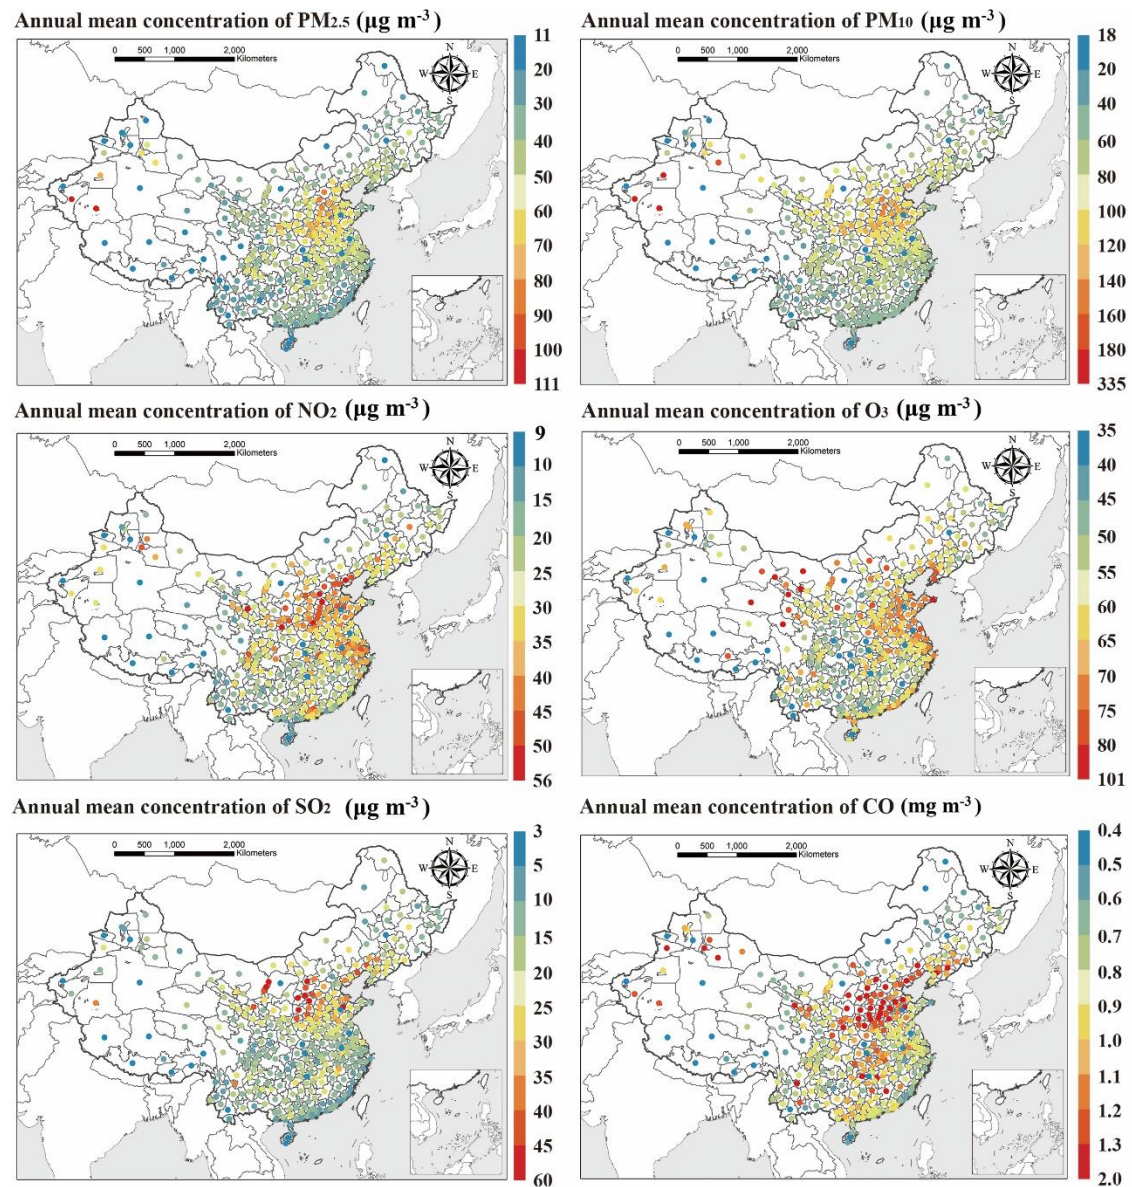 Annual mean concentration of PM2.5 (µg m-3)
0 500 1,000 2,000
Kilometers
N
W E
S
11
20
30
40
50
60
70
80
90
100
111
Annual mean concentration of PM10 (µg m-3)
0 500 1,000 2,000
Kilometers
N
W E
S
18
20
40
60
80
100
120
140
160
180
335
Annual mean concentration of NO2 (µg m-3)
0 500 1,000 2,000
Kilometers
N
W E
S
9
10
15
20
25
30
35
40
45
50
56
Annual mean concentration of O3 (µg m-3)
0 500 1,000 2,000
Kilometers
N
W E
S
35
40
45
50
55
60
65
70
75
80
101
Annual mean concentration of SO2 (µg m-3)
0 500 1,000 2,000
Kilometers
N
W E
S
3
5
10
15
20
25
30
35
40
45
60
Annual mean concentration of CO (mg m-3)
0 500 1,000 2,000
Kilometers
N
W E
S
0.4
0.5
0.6
0.7
0.8
0.9
1.0
1.1
1.2
1.3
2.0